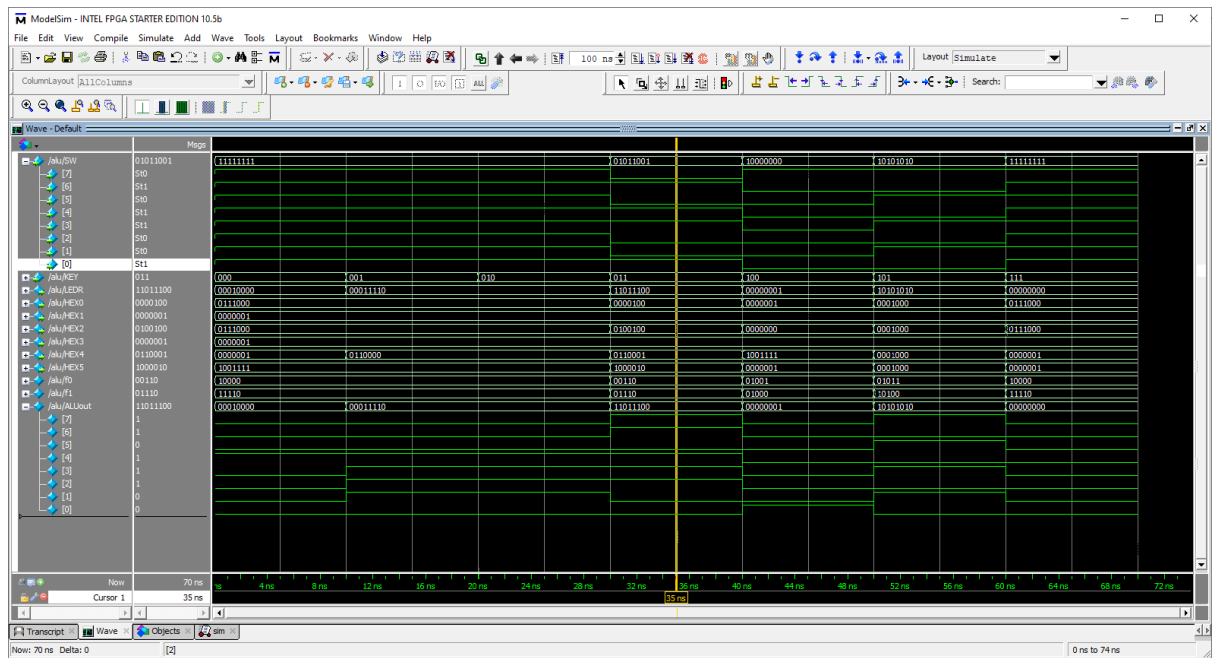 ModelSim - INTEL FPGA STARTER EDITION 10.5b
File Edit View Compile Simulate Add Wave Tools Layout Bookmarks Window Help
100 ns Layout Simulate
ColumnLayout AllColumns Search:
Wave - Default
Msgs
/alu/SW 01011001 11111111 01011001 10000000 10101010 11111111
[7] St0
[6] St1
[5] St0
[4] St1
[3] St1
[2] St0
[1] St0
[0] St1
/alu/KEY 011 000 001 010 011 100 101 111
/alu/LEDR 11011100 00010000 00011110 11011100 00000001 10101010 00000000
/alu/HEX0 0000100 0111000 0000100 0000001 0001000 0111000
/alu/HEX1 0000001 0000001
/alu/HEX2 0100100 0111000 0100100 0000000 0001000 0111000
/alu/HEX3 0000001 0000001
/alu/HEX4 0110001 0000001 0110000 0110001 1001111 0001000 0000001
/alu/HEX5 1000010 1001111 1000010 0000001 0001000 0000001
/alu/f0 00110 10000 00110 01001 01011 10000
/alu/f1 01110 11110 01110 01000 10100 11110
/alu/ALUout 11011100 00010000 00011110 11011100 00000001 10101010 00000000
[7] 1
[6] 1
[5] 0
[4] 1
[3] 1
[2] 1
[1] 0
[0] 0
Now 70 ns ns 4 ns 8 ns 12 ns 16 ns 20 ns 24 ns 28 ns 32 ns 36 ns 40 ns 44 ns 48 ns 52 ns 56 ns 60 ns 64 ns 68 ns 72 ns
Cursor 1 35 ns 35 ns
Transcript Wave Objects sim
Now: 70 ns Delta: 0 [2] 0 ns to 74 ns